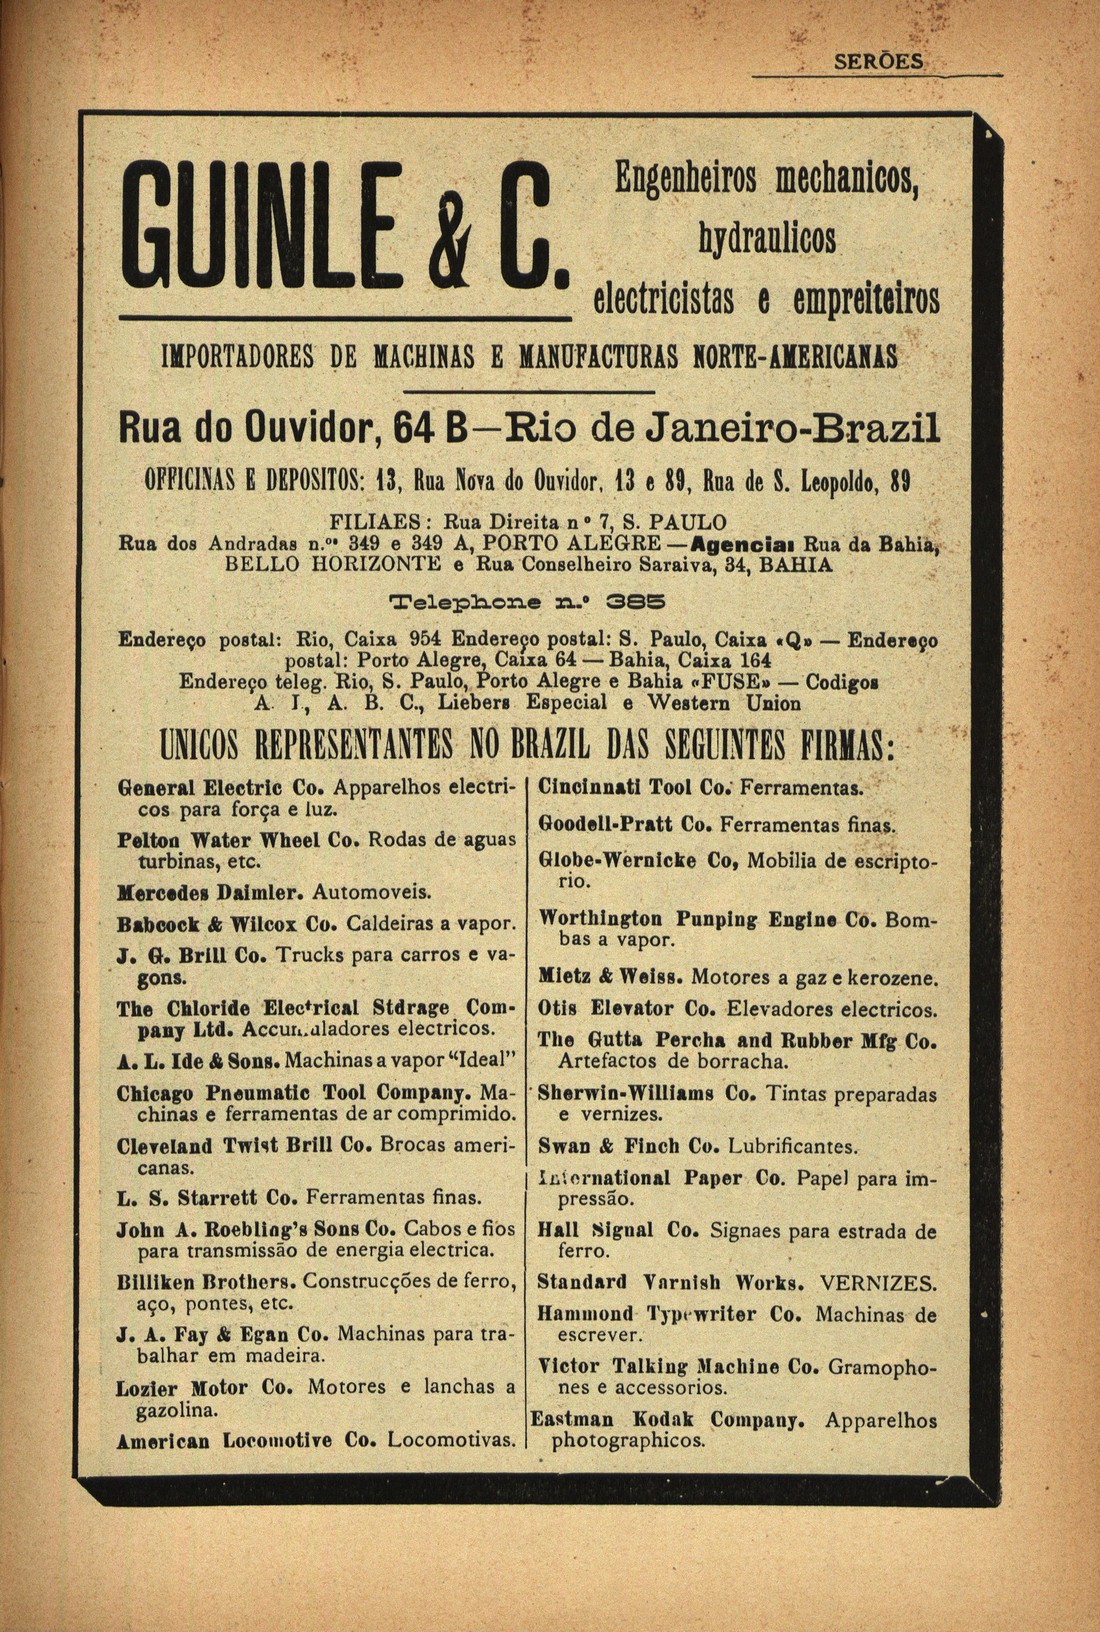 SERÕES
GUINLE & C.
Engenheiros mechanicos,
hydraulicos
electricistas e empreiteiros
IMPORTADORES DE MACHINAS E MANUFACTURAS NORTE-AMERICANAS
Rua do Ouvidor, 64 B—Rio de Janeiro-Brazil
OFFICINAS E DEPOSITOS: 13, Rua Nova do Ouvidor, 13 e 89, Rua de S. Leopoldo, 89
FILIAES: Rua Direita nº 7, S. PAULO
Rua dos Andradas n.ºˢ 349 e 349 A, PORTO ALEGRE —Agencia: Rua da Bahia,
BELLO HORIZONTE e Rua Conselheiro Saraiva, 34, BAHIA
Telephone n.º 385
Endereço postal: Rio, Caixa 954 Endereço postal: S. Paulo, Caixa «Q» — Endereço
postal: Porto Alegre, Caixa 64 — Bahia, Caixa 164
Endereço teleg. Rio, S. Paulo, Porto Alegre e Bahia «FUSE» — Codigos
A. I., A. B. C., Liebers Especial e Western Union
UNICOS REPRESENTANTES NO BRAZIL DAS SEGUINTES FIRMAS:
General Electric Co. Apparelhos electri-
cos para força e luz.
Pelton Water Wheel Co. Rodas de aguas
turbinas, etc.
Mercedes Daimler. Automoveis.
Babcock & Wilcox Co. Caldeiras a vapor.
J. G. Brill Co. Trucks para carros e va-
gons.
The Chloride Electrical Stdrage Com-
pany Ltd. Accumuladores electricos.
A. L. Ide & Sons. Machinas a vapor “Ideal”
Chicago Pneumatic Tool Company. Ma-
chinas e ferramentas de ar comprimido.
Cleveland Twist Brill Co. Brocas ameri-
canas.
L. S. Starrett Co. Ferramentas finas.
John A. Roebling's Sons Co. Cabos e fios
para transmissão de energia electrica.
Billiken Brothers. Construcções de ferro,
aço, pontes, etc.
J. A. Fay & Egan Co. Machinas para tra-
balhar em madeira.
Lozier Motor Co. Motores e lanchas a
gazolina.
American Locomotive Co. Locomotivas.
Cincinnati Tool Co. Ferramentas.
Goodell-Pratt Co. Ferramentas finas.
Globe-Wernicke Co, Mobilia de escripto-
rio.
Worthington Punping Engine Co. Bom-
bas a vapor.
Mietz & Weiss. Motores a gaz e kerozene.
Otis Elevator Co. Elevadores electricos.
The Gutta Percha and Rubber Mfg Co.
Artefactos de borracha.
Sherwin-Williams Co. Tintas preparadas
e vernizes.
Swan & Finch Co. Lubrificantes.
International Paper Co. Papel para im-
pressão.
Hall Signal Co. Signaes para estrada de
ferro.
Standard Varnish Works. VERNIZES.
Hammond Typewriter Co. Machinas de
escrever.
Victor Talking Machine Co. Gramopho-
nes e accessorios.
Eastman Kodak Company. Apparelhos
photographicos.